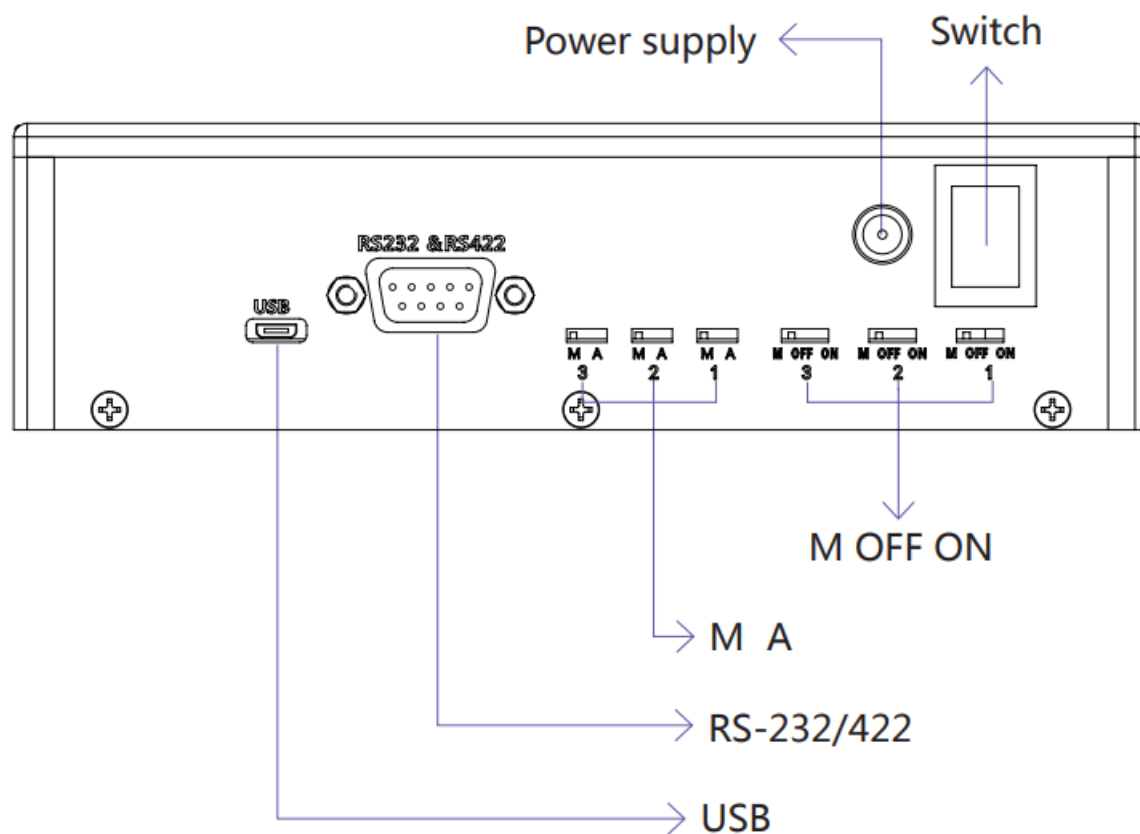 Power supply
Switch
RS232 &RS422
USB
M A
3
M A
2
M A
1
M OFF ON
3
M OFF ON
2
M OFF ON
1
M OFF ON
M A
RS-232/422
USB